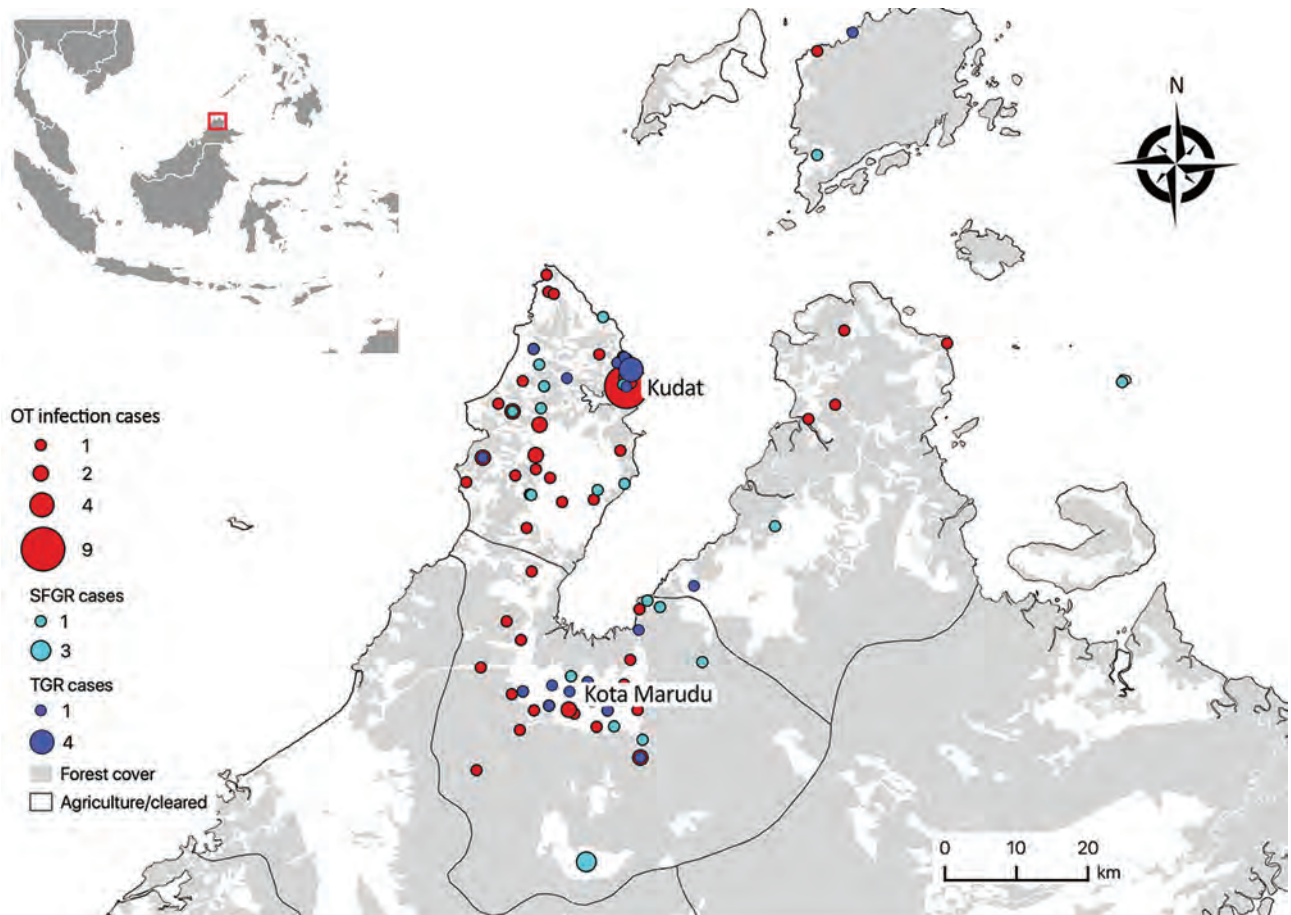 N
Kudat
OT infection cases
1
2
4
9
SFGR cases
1
3
TGR cases
1
4
Forest cover
Agriculture/cleared
Kota Marudu
0 10 20
km